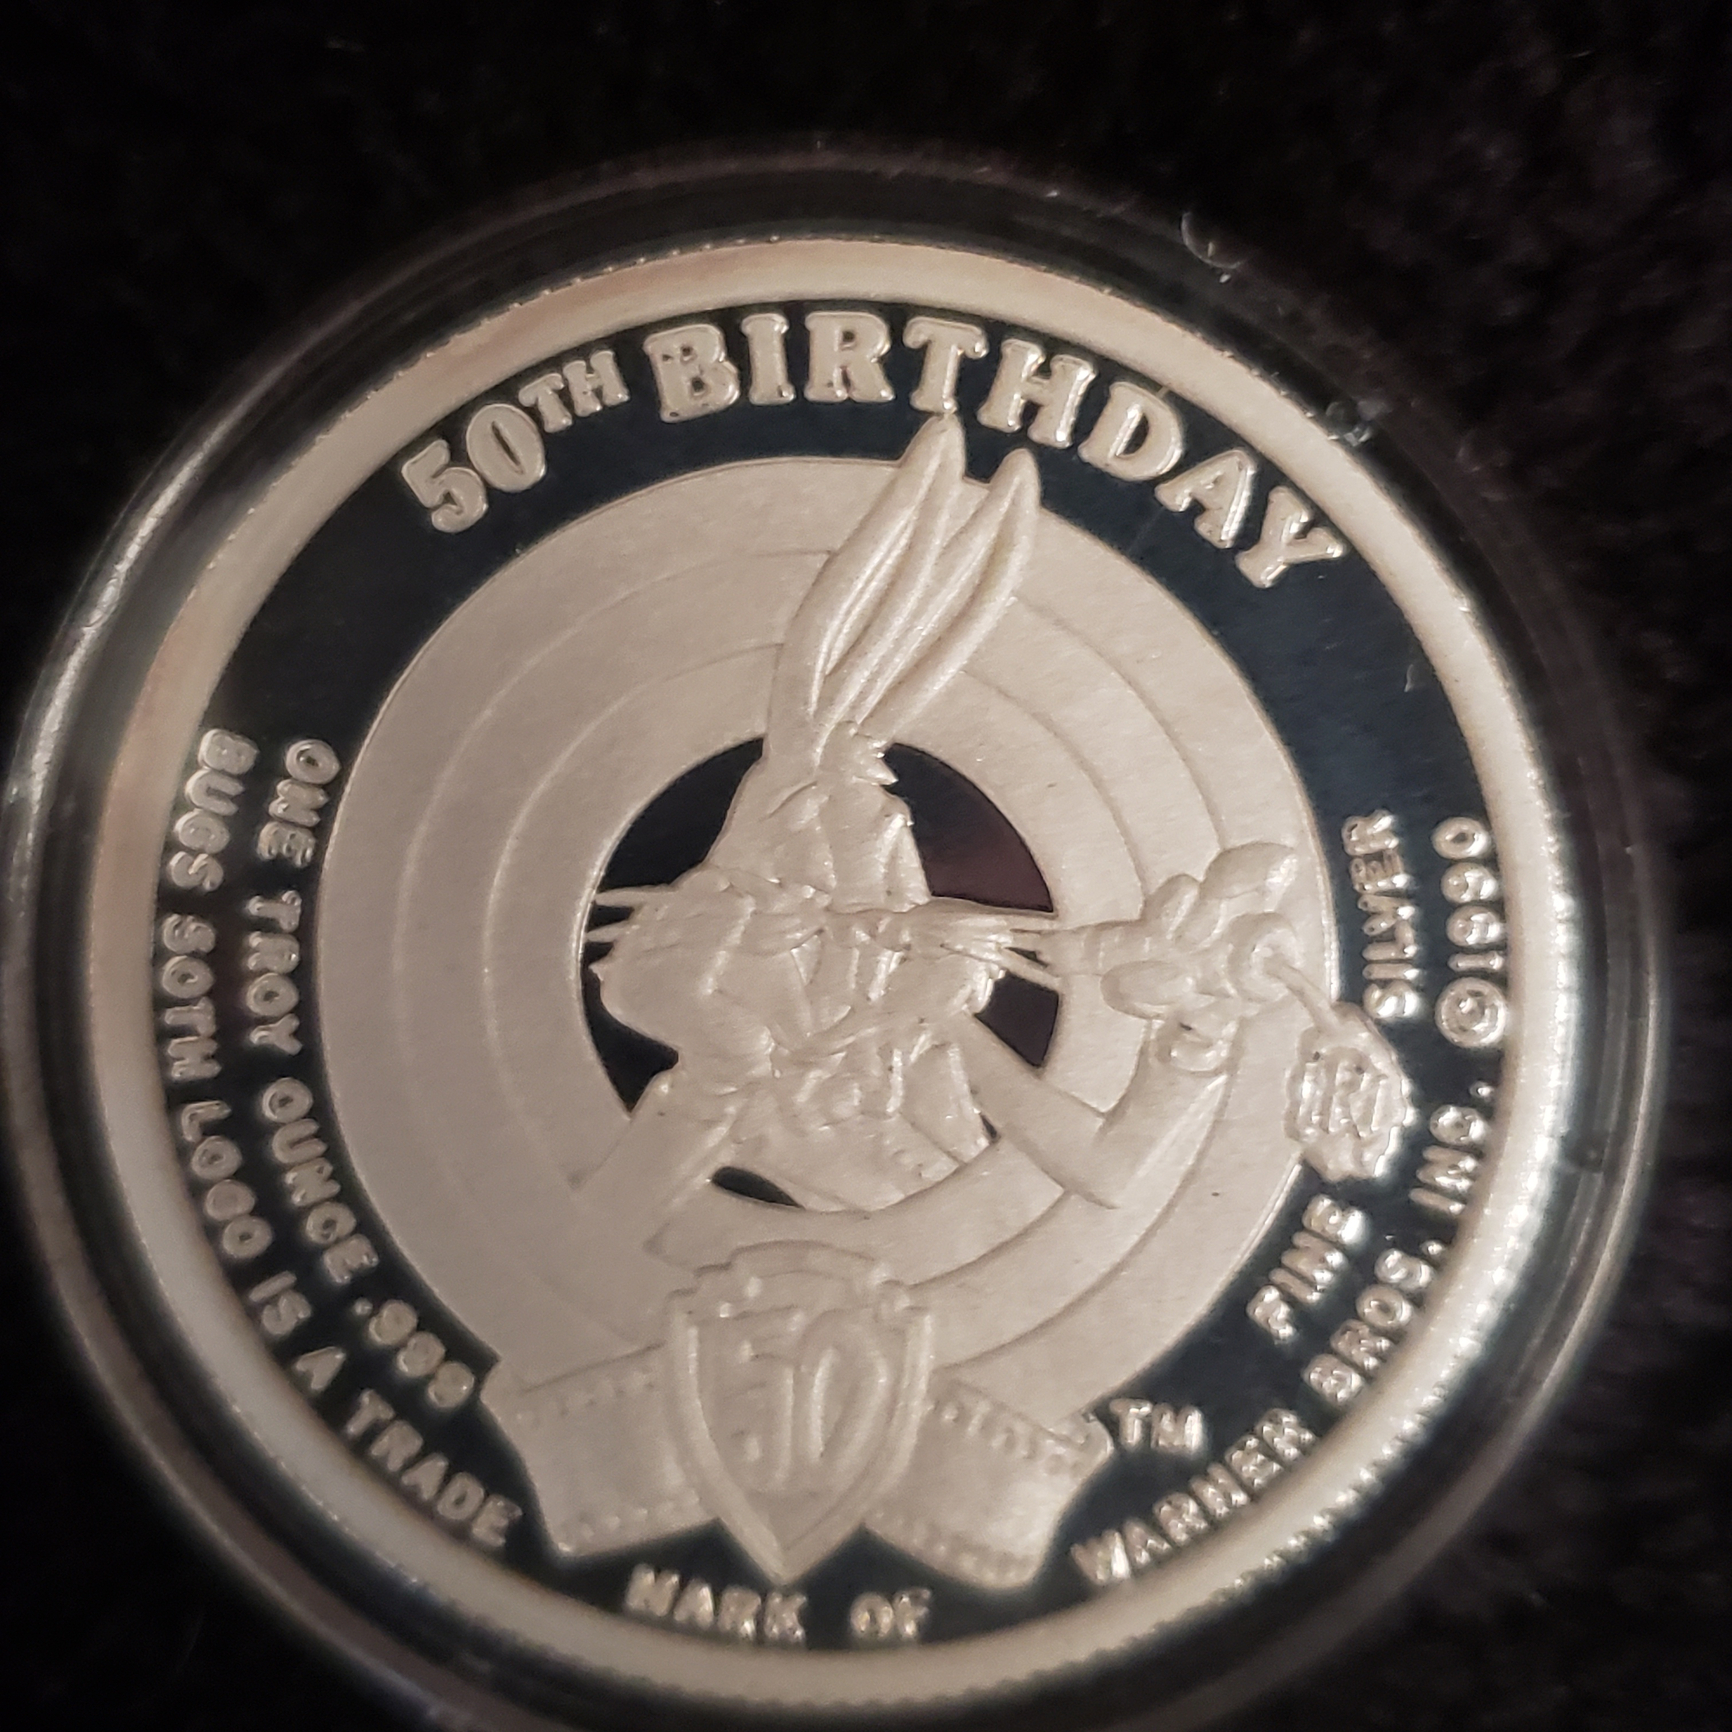 50TH BIRTHDAY
ONE TROY OUNCE .999 FINE SILVER
BUGS 50TH LOGO IS A TRADE MARK OF WARNER BROS. INC. ©1990
50
TM